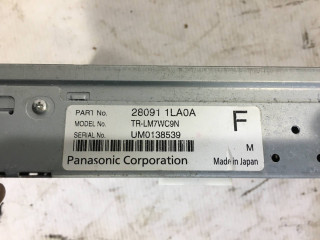 PART No. 28091 1LA0A
MODEL No. TR-LM7WC9N
SERIAL No. UM0138539
F
M
Panasonic Corporation
Made in Japan